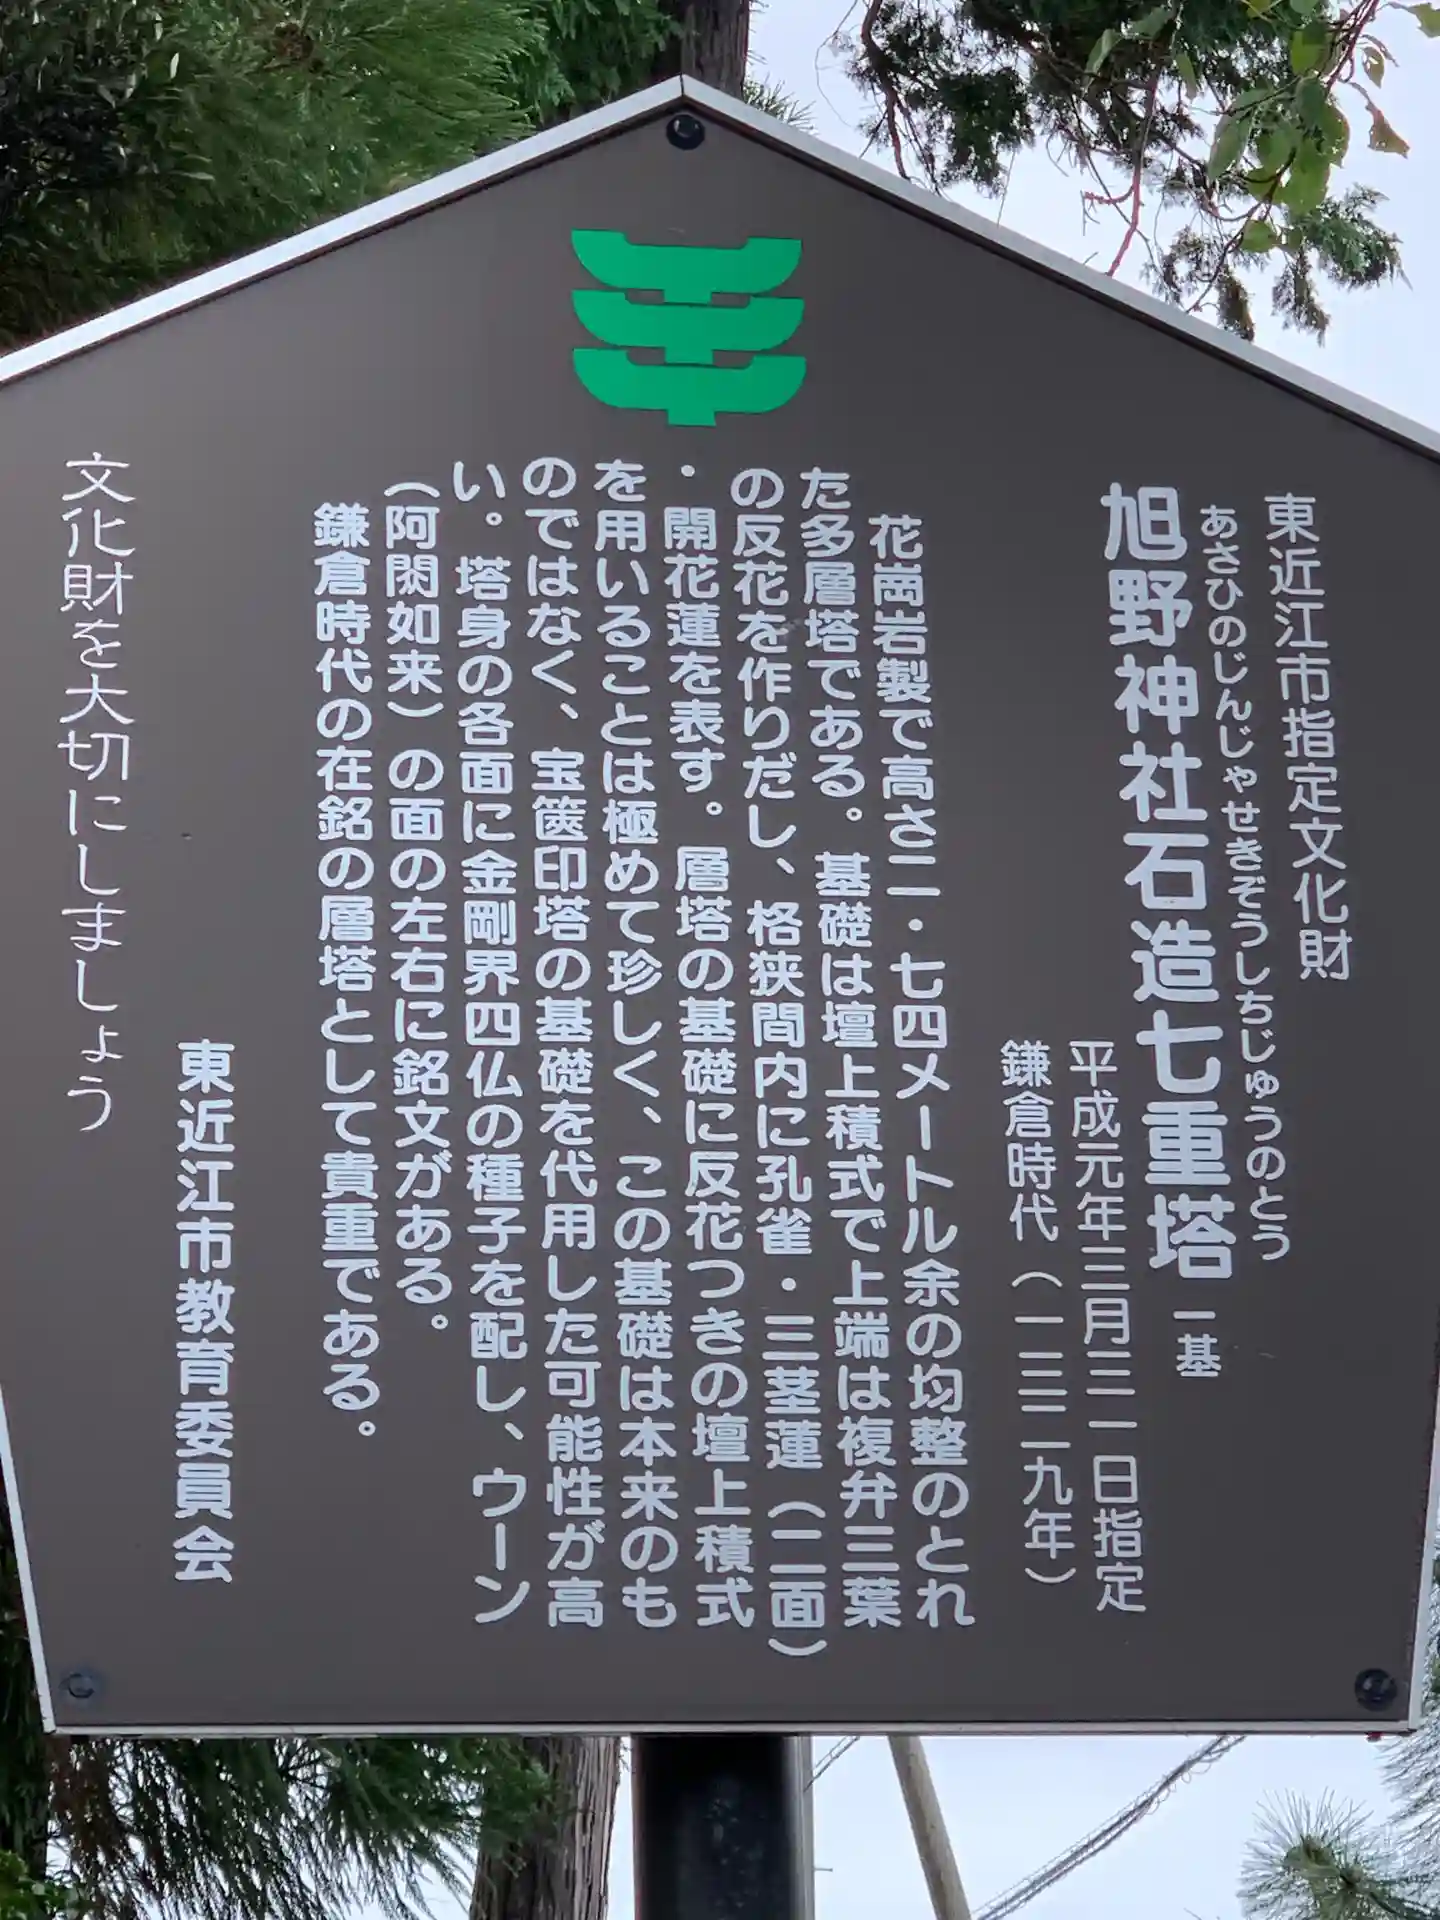 東近江市指定文化財
あさひのじんじゃせきぞうしちじゅうのとう
旭野神社石造七重塔 一基
平成元年三月三一日指定
鎌倉時代（一三二九年）
花崗岩製で高さ二・七四メートル余の均整のとれ
た多層塔である。基礎は壇上積式で上端は複弁三葉
の反花を作りだし、格狭間内に孔雀・三茎蓮（二面）
・開花蓮を表す。層塔の基礎に反花つきの壇上積式
を用いることは極めて珍しく、この基礎は本来のも
のではなく、宝篋印塔の基礎を代用した可能性が高
い。塔身の各面に金剛界四仏の種子を配し、ウーン
（阿閦如来）の面の左右に銘文がある。
鎌倉時代の在銘の層塔として貴重である。
東近江市教育委員会
文化財を大切にしましょう